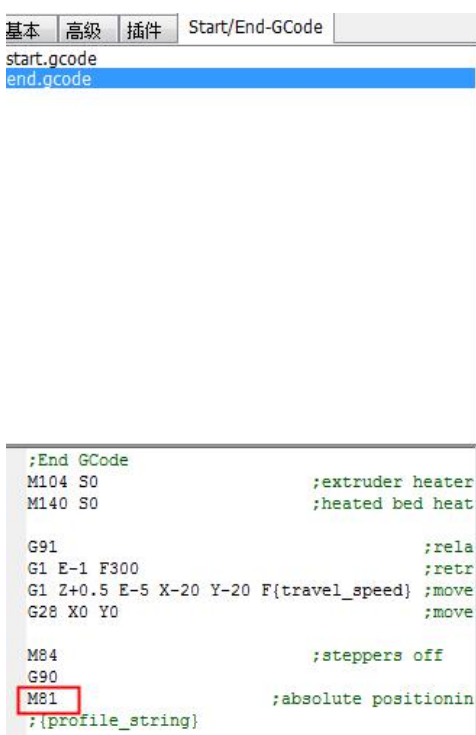 基本 高级 插件 Start/End-GCode
start.gcode
end.gcode
;End GCode
M104 S0 ;extruder heater
M140 S0 ;heated bed heat
G91 ;rela
G1 E-1 F300 ;retr
G1 Z+0.5 E-5 X-20 Y-20 F{travel_speed} ;move
G28 X0 Y0 ;move
M84 ;steppers off
G90
M81 ;absolute positionin
;{profile_string}